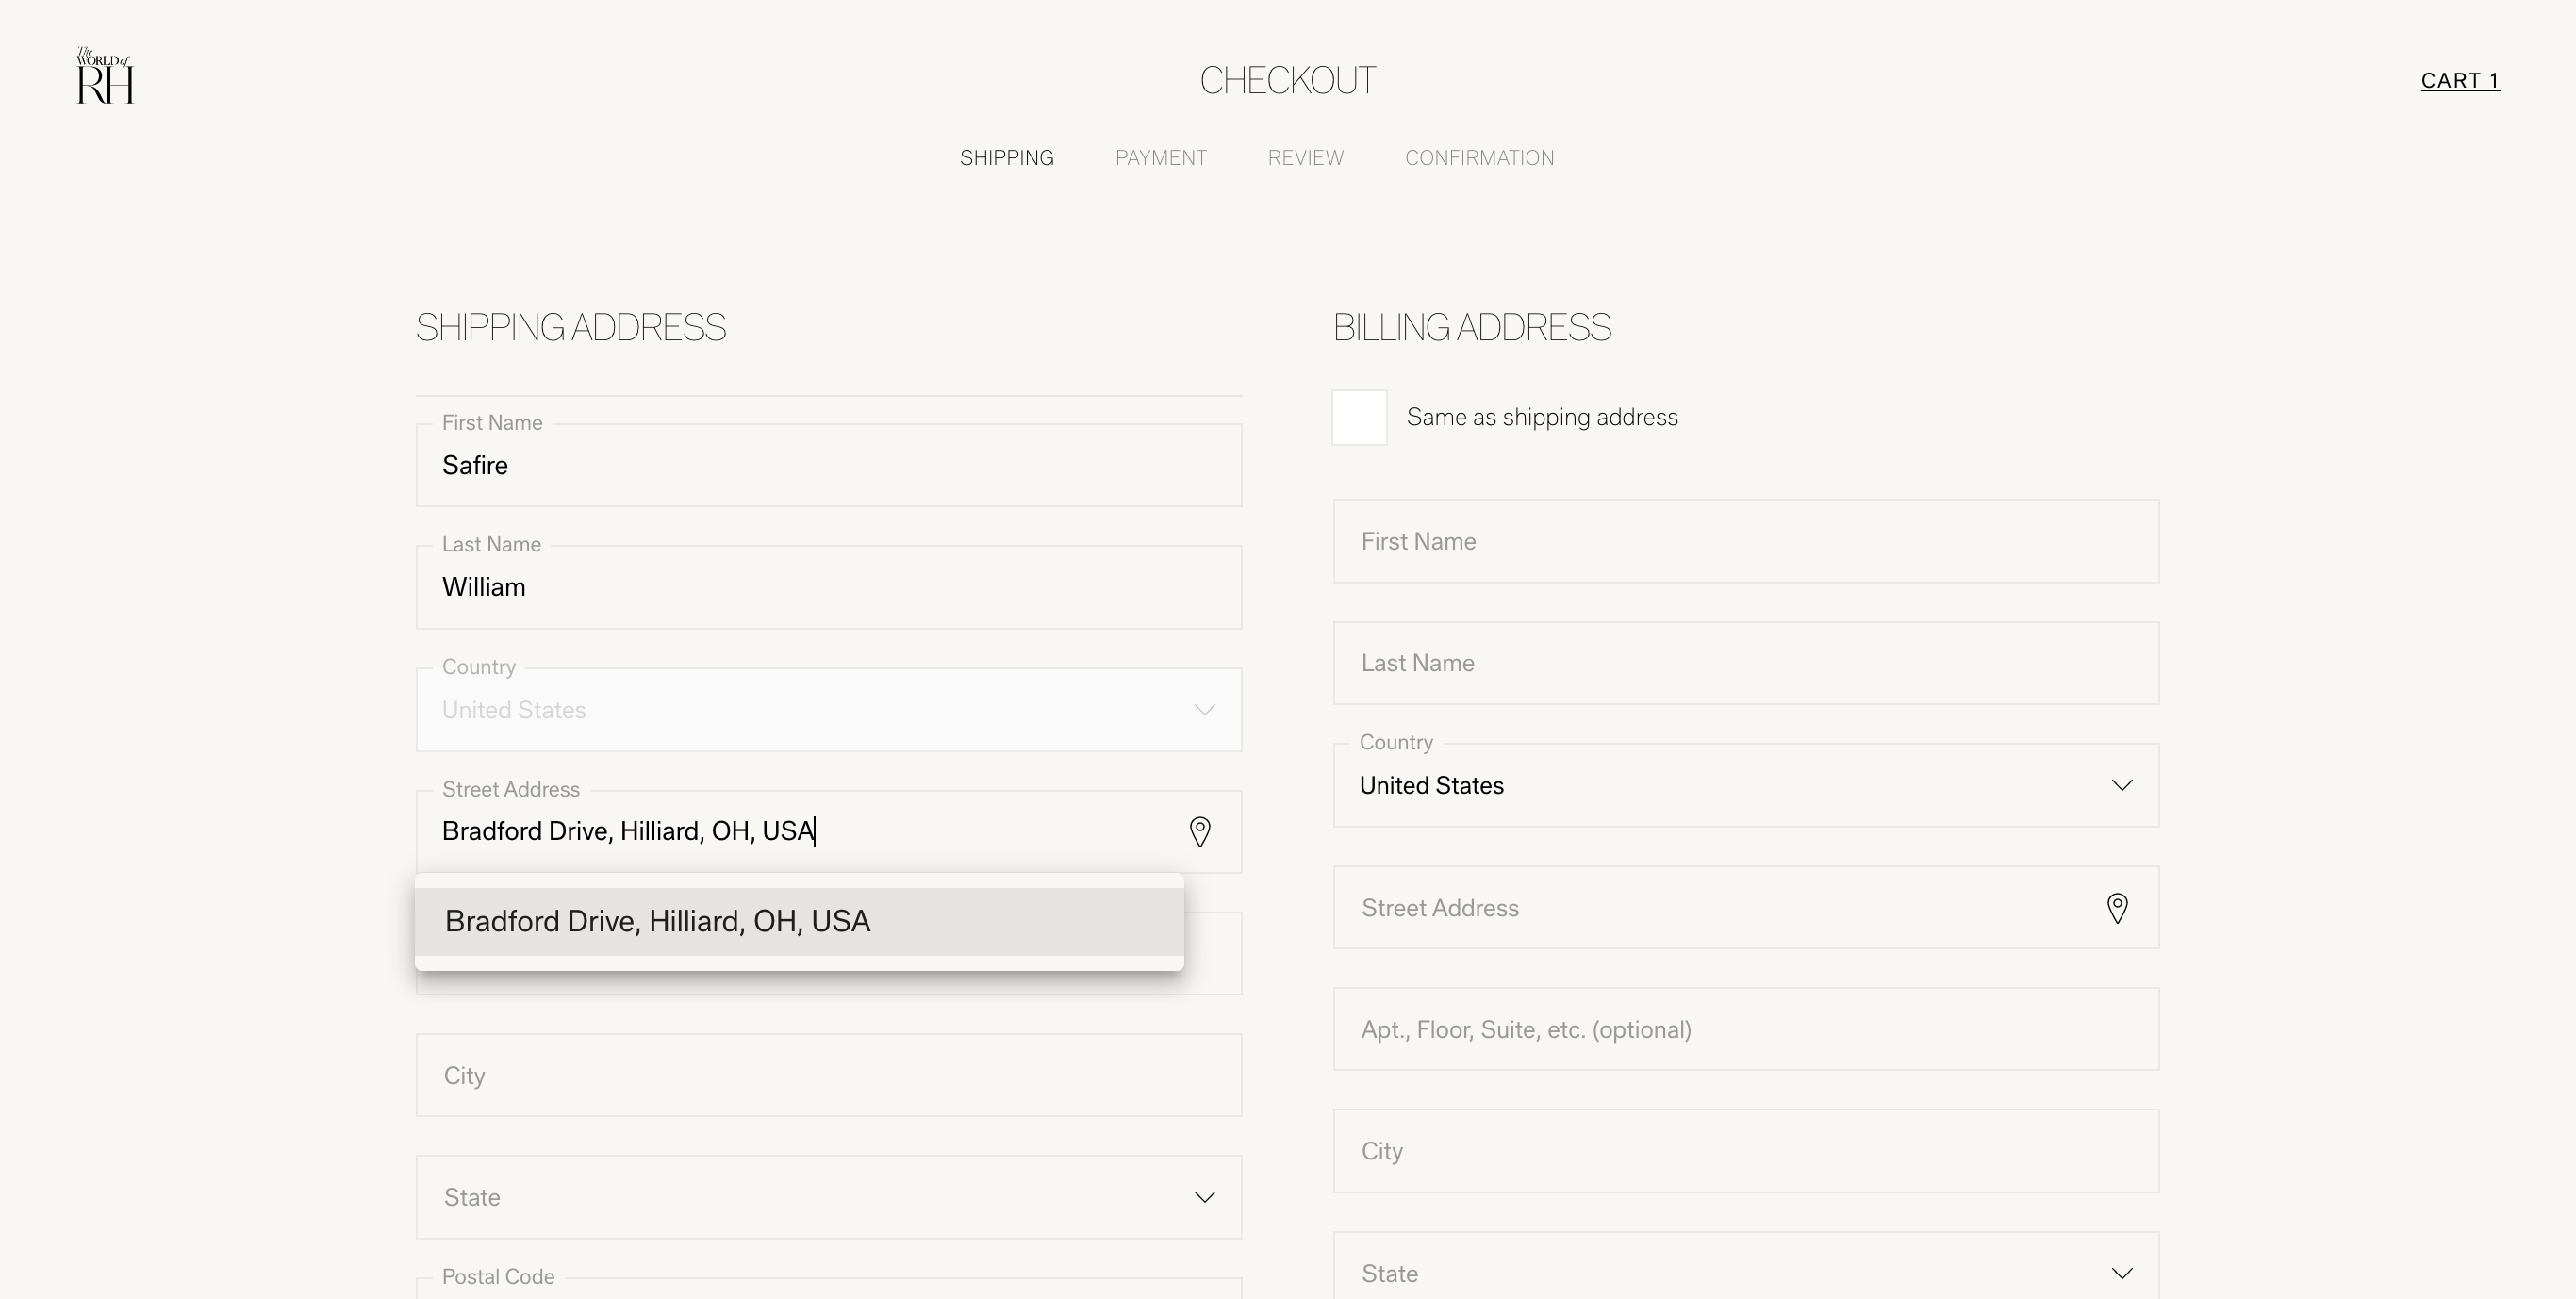 The
WORLD of
RH
CHECKOUT
CART 1
SHIPPING PAYMENT REVIEW CONFIRMATION
SHIPPING ADDRESS
First Name
Safire
Last Name
William
Country
United States
Street Address
Bradford Drive, Hilliard, OH, USA
Bradford Drive, Hilliard, OH, USA
City
State
Postal Code
BILLING ADDRESS
Same as shipping address
First Name
Last Name
Country
United States
Street Address
Apt., Floor, Suite, etc. (optional)
City
State